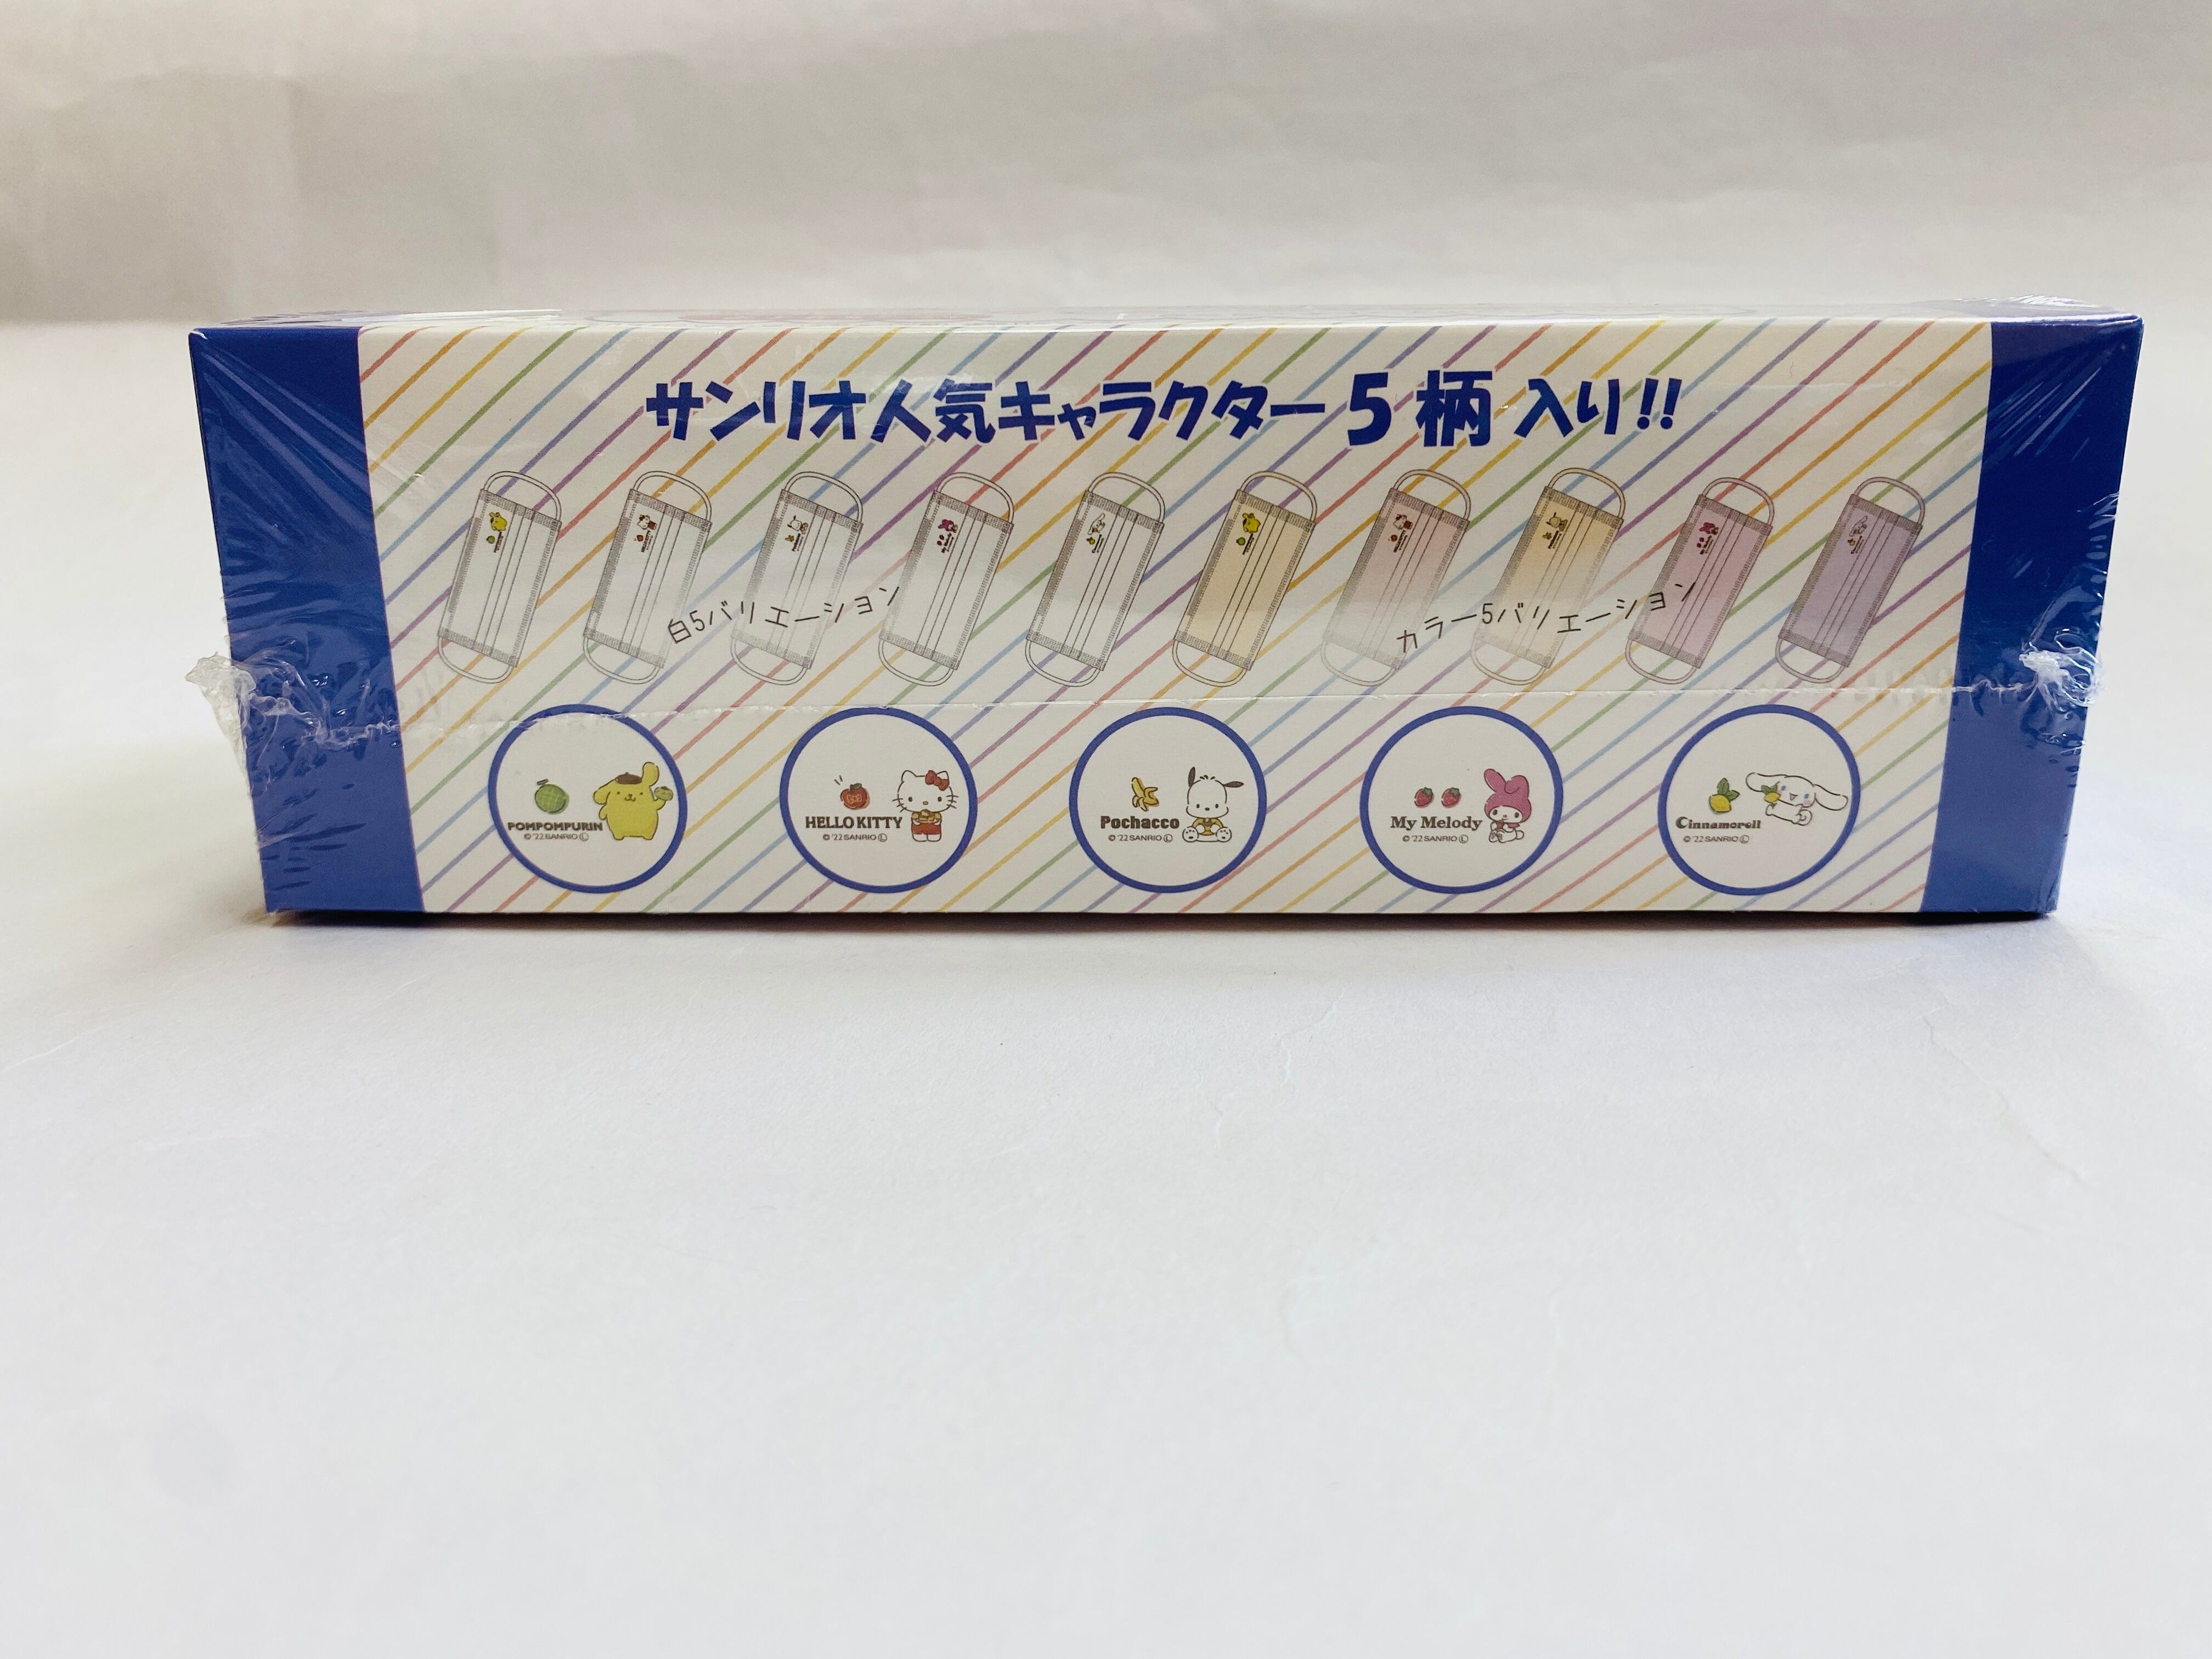 サンリオ人気キャラクター5柄入り!!
白5バリエーション
カラー5バリエーション
POMPOMPURIN
© '22 SANRIO Ⓛ
HELLO KITTY
© '22 SANRIO Ⓛ
Pochacco
© '22 SANRIO Ⓛ
My Melody
© '22 SANRIO Ⓛ
Cinnamoroll
© '22 SANRIO Ⓛ